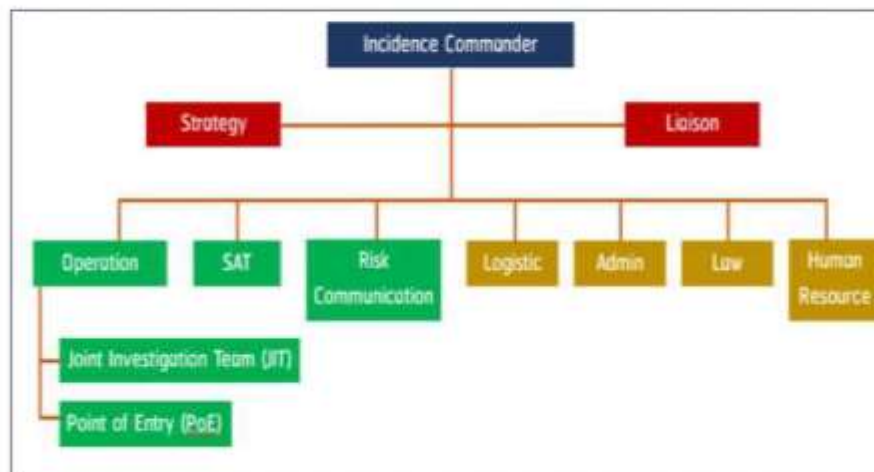 Incidence Commander
Strategy
Liaison
Operation
SAT
Risk
Communication
Logistic
Admin
Law
Human
Resource
Joint Investigation Team (JIT)
Point of Entry (PoE)